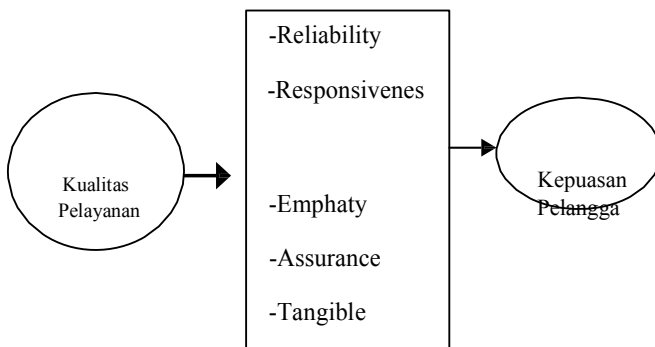 Kualitas
Pelayanan
-Reliability
-Responsivenes
-Emphaty
-Assurance
-Tangible
Kepuasan
Pelangga